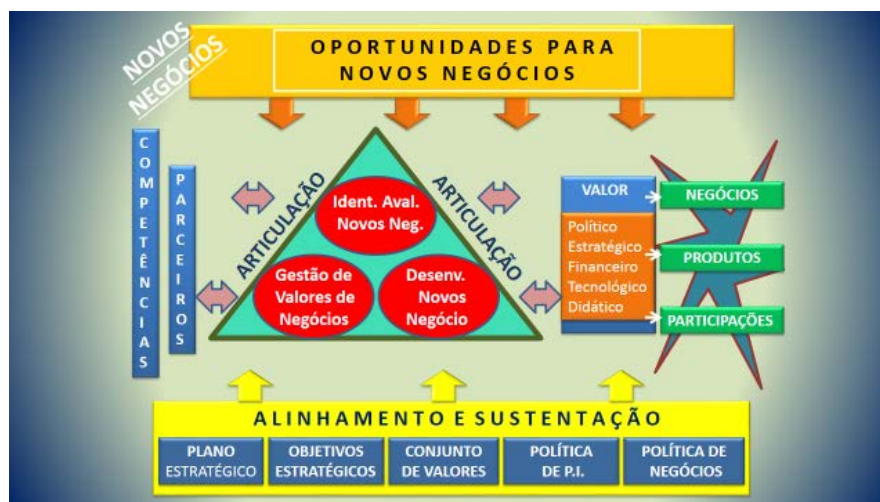 NOVOS
NEGÓCIOS
OPORTUNIDADES PARA
NOVOS NEGÓCIOS
COMPETÊNCIAS
PARCEIROS
ARTICULAÇÃO
ARTICULAÇÃO
Ident. Aval.
Novos Neg.
Gestão de
Valores de
Negócios
Desenv.
Novos
Negócio
VALOR
Político
Estratégico
Financeiro
Tecnológico
Didático
NEGÓCIOS
PRODUTOS
PARTICIPAÇÕES
ALINHAMENTO E SUSTENTAÇÃO
PLANO
ESTRATÉGICO
OBJETIVOS
ESTRATÉGICOS
CONJUNTO
DE VALORES
POLÍTICA
DE P.I.
POLÍTICA DE
NEGÓCIOS